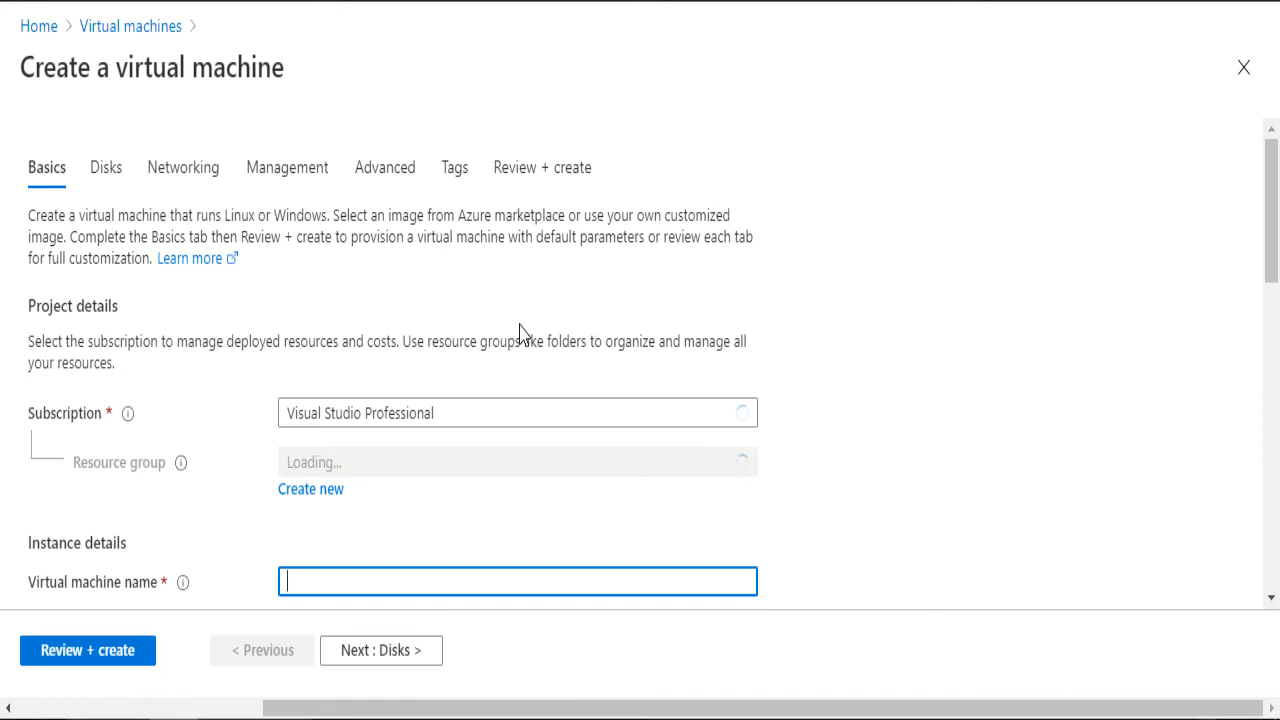 Home > Virtual machines >
Create a virtual machine
Basics Disks Networking Management Advanced Tags Review + create
Create a virtual machine that runs Linux or Windows. Select an image from Azure marketplace or use your own customized
image. Complete the Basics tab then Review + create to provision a virtual machine with default parameters or review each tab
for full customization. Learn more
Project details
Select the subscription to manage deployed resources and costs. Use resource groups like folders to organize and manage all
your resources.
Subscription * Visual Studio Professional
Resource group Loading...
Create new
Instance details
Virtual machine name *
Review + create < Previous Next : Disks >